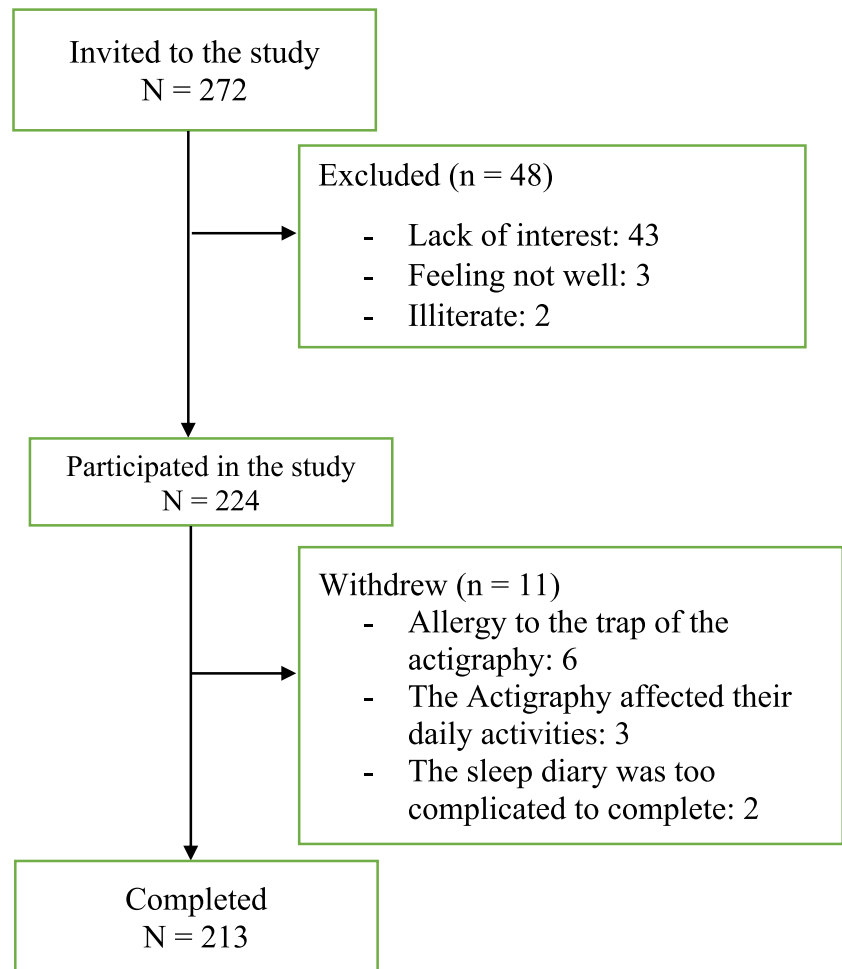 Invited to the study
N = 272
Excluded (n = 48)
- Lack of interest: 43
- Feeling not well: 3
- Illiterate: 2
Participated in the study
N = 224
Withdrew (n = 11)
- Allergy to the trap of the
actigraphy: 6
- The Actigraphy affected their
daily activities: 3
- The sleep diary was too
complicated to complete: 2
Completed
N = 213